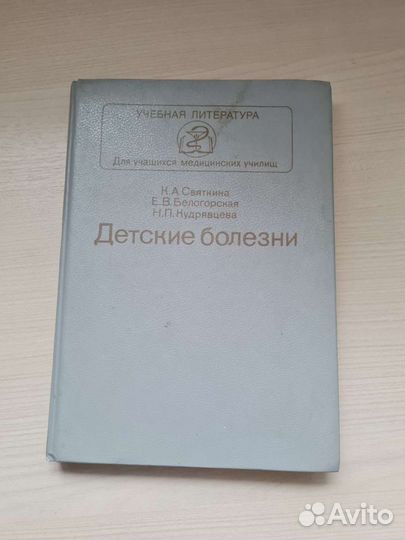 УЧЕБНАЯ ЛИТЕРАТУРА
Для учащихся медицинских училищ
К.А.Святкина
Е.В.Белогорская
Н.П.Кудрявцева
Детские болезни
Avito